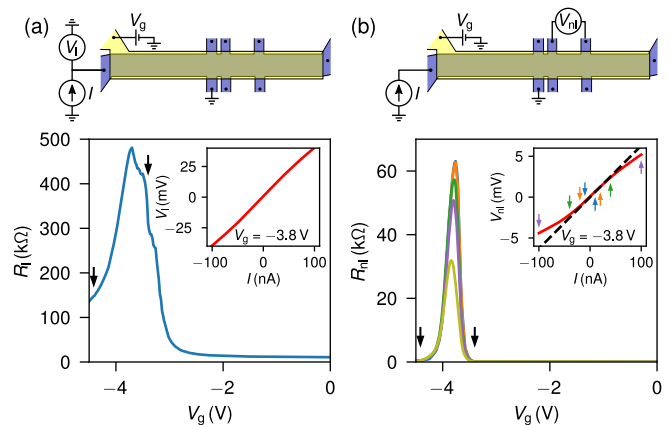 (a)
V_g
V_l
I
(b)
V_g
V_nl
I
500
400
300
200
100
0
R_l (kΩ)
−4
−2
0
V_g (V)
25
0
−25
V_l (mV)
V_g = −3.8 V
−100
0
100
I (nA)
60
40
20
0
R_nl (kΩ)
−4
−2
0
V_g (V)
5
0
−5
V_nl (mV)
V_g = −3.8 V
−100
0
100
I (nA)